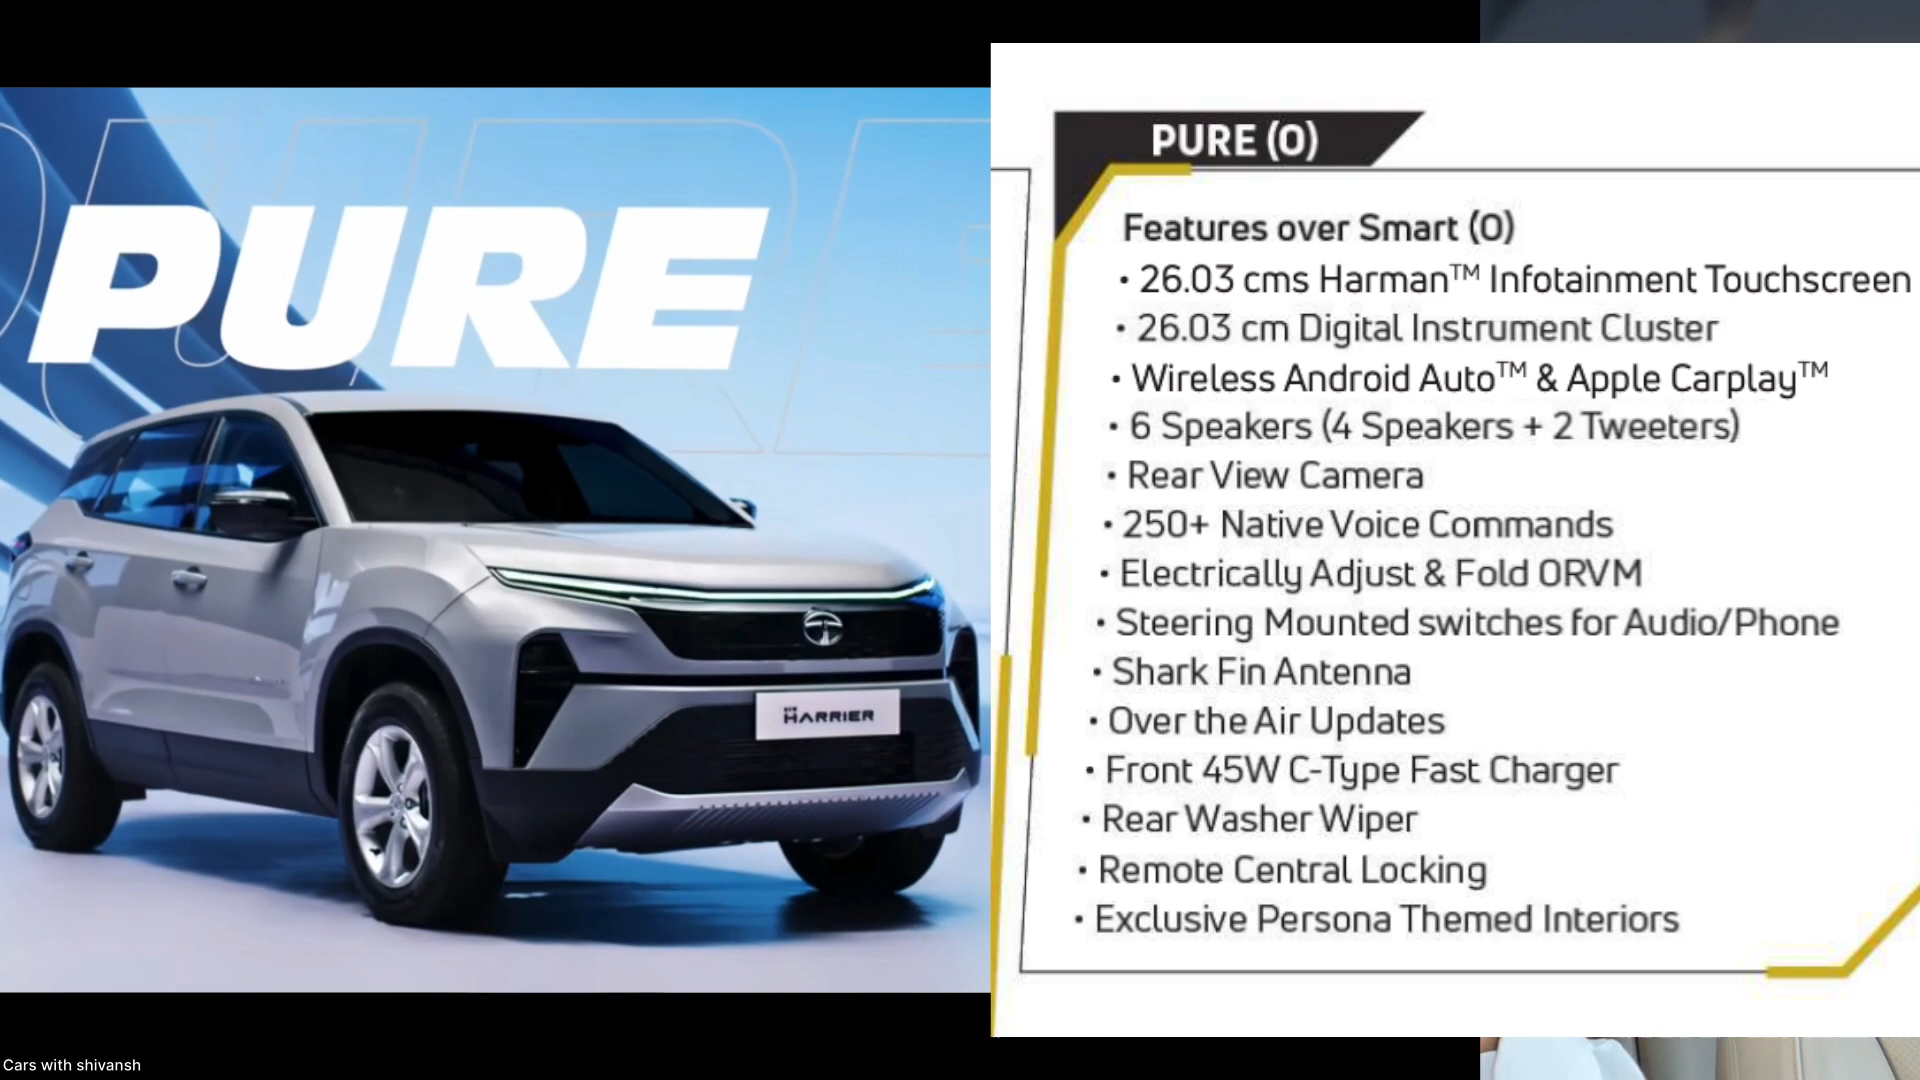 PURE
NEW
HARRIER
PURE (O)
Features over Smart (O)
• 26.03 cms Harman™ Infotainment Touchscreen
• 26.03 cm Digital Instrument Cluster
• Wireless Android Auto™ & Apple Carplay™
• 6 Speakers (4 Speakers + 2 Tweeters)
• Rear View Camera
• 250+ Native Voice Commands
• Electrically Adjust & Fold ORVM
• Steering Mounted switches for Audio/Phone
• Shark Fin Antenna
• Over the Air Updates
• Front 45W C-Type Fast Charger
• Rear Washer Wiper
• Remote Central Locking
• Exclusive Persona Themed Interiors
Cars with shivansh